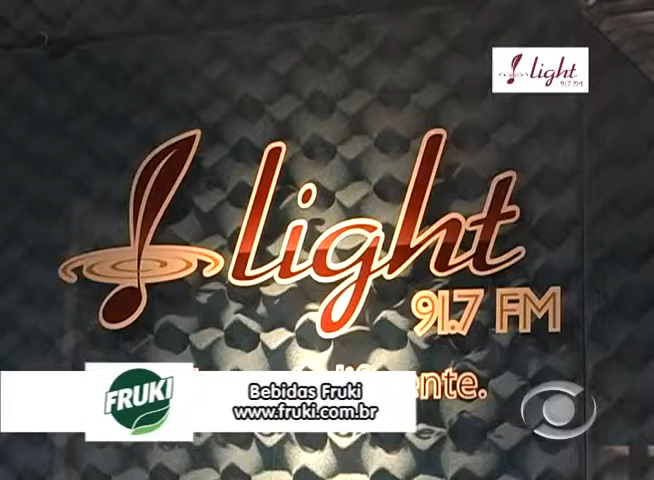 light
91.7 FM
light
91.7 FM
ente.
FRUKI
Bebidas Fruki
www.fruki.com.br